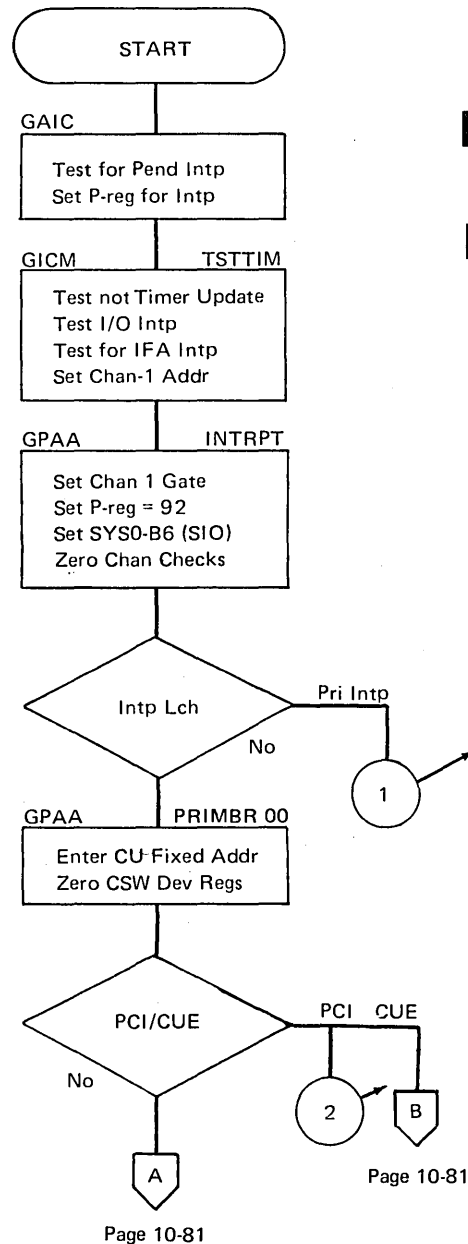 START
GAIC
Test for Pend Intp
Set P-reg for Intp
GICM TSTTIM
Test not Timer Update
Test I/O Intp
Test for IFA Intp
Set Chan-1 Addr
GPAA INTRPT
Set Chan 1 Gate
Set P-reg = 92
Set SYS0-B6 (SIO)
Zero Chan Checks
Intp Lch
Pri Intp
No
1
GPAA PRIMBR 00
Enter CU Fixed Addr
Zero CSW Dev Regs
PCI/CUE
PCI CUE
No
2
B
A
Page 10-81
Page 10-81